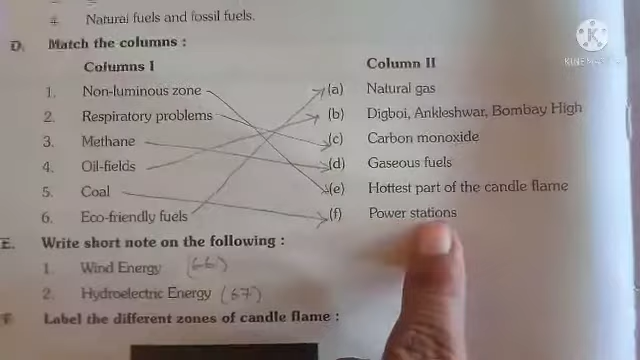 4. Natural fuels and fossil fuels.
D. Match the columns :
Columns I Column II
1. Non-luminous zone (a) Natural gas
2. Respiratory problems (b) Digboi, Ankleshwar, Bombay High
3. Methane (c) Carbon monoxide
4. Oil-fields (d) Gaseous fuels
5. Coal (e) Hottest part of the candle flame
6. Eco-friendly fuels (f) Power stations
E. Write short note on the following :
1. Wind Energy (66)
2. Hydroelectric Energy (67)
F. Label the different zones of candle flame :